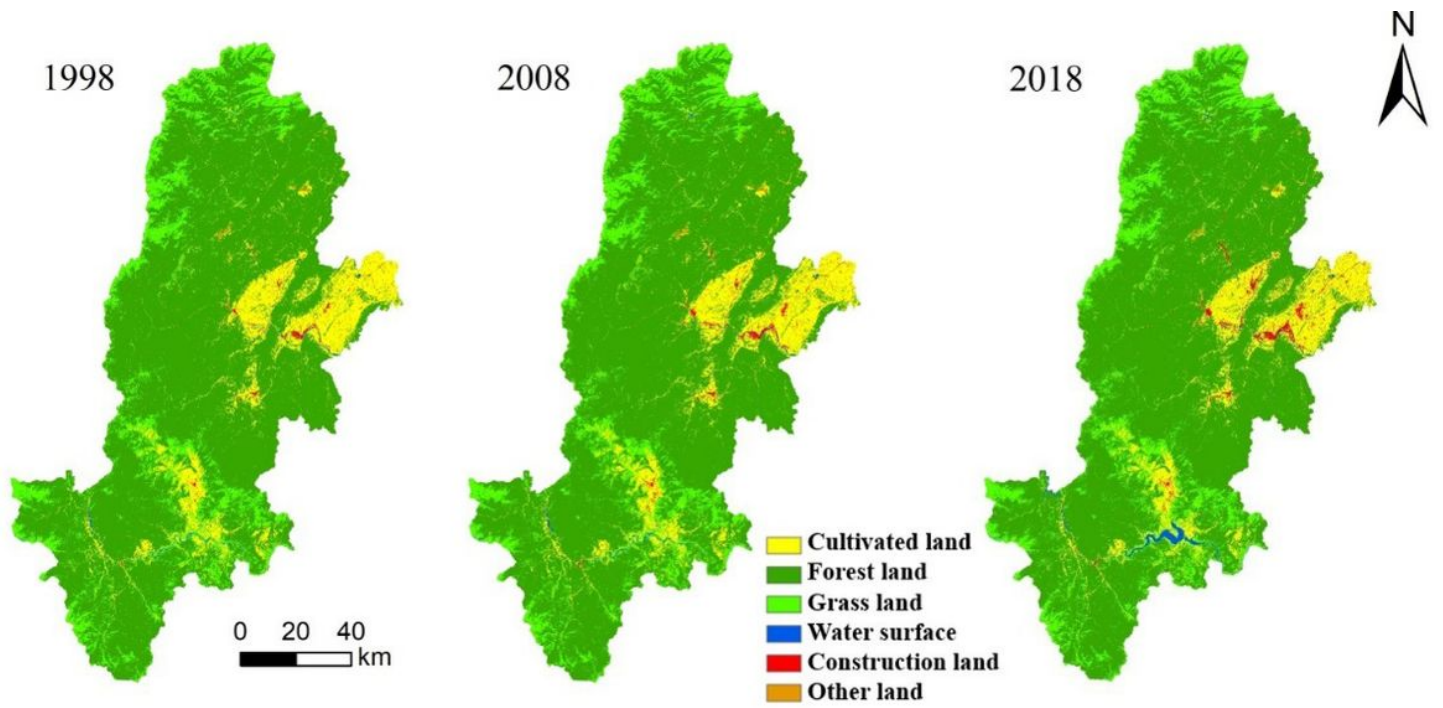 N
1998
2008
2018
Cultivated land
Forest land
Grass land
Water surface
Construction land
Other land
0 20 40
km